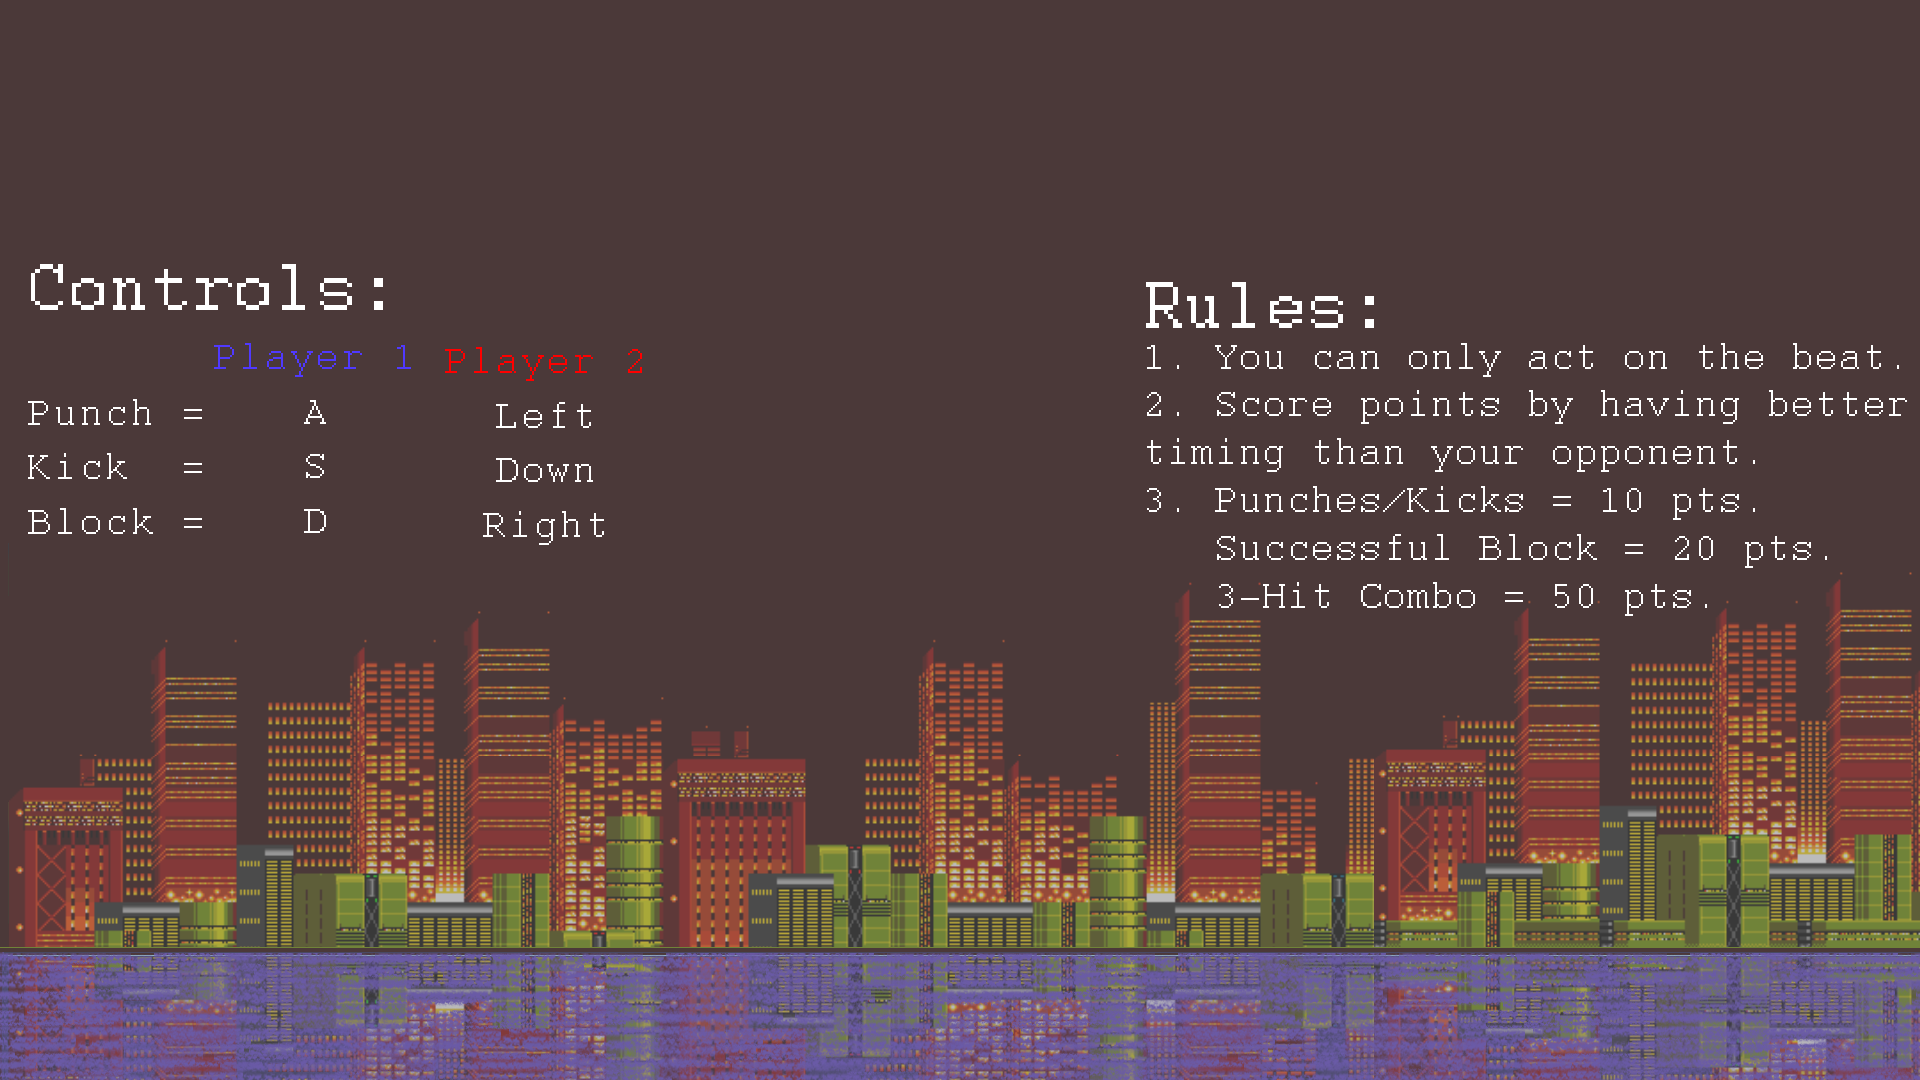 Controls:
Player 1 Player 2
Punch = A Left
Kick = S Down
Block = D Right
Rules:
1. You can only act on the beat.
2. Score points by having better
timing than your opponent.
3. Punches/Kicks = 10 pts.
Successful Block = 20 pts.
3-Hit Combo = 50 pts.